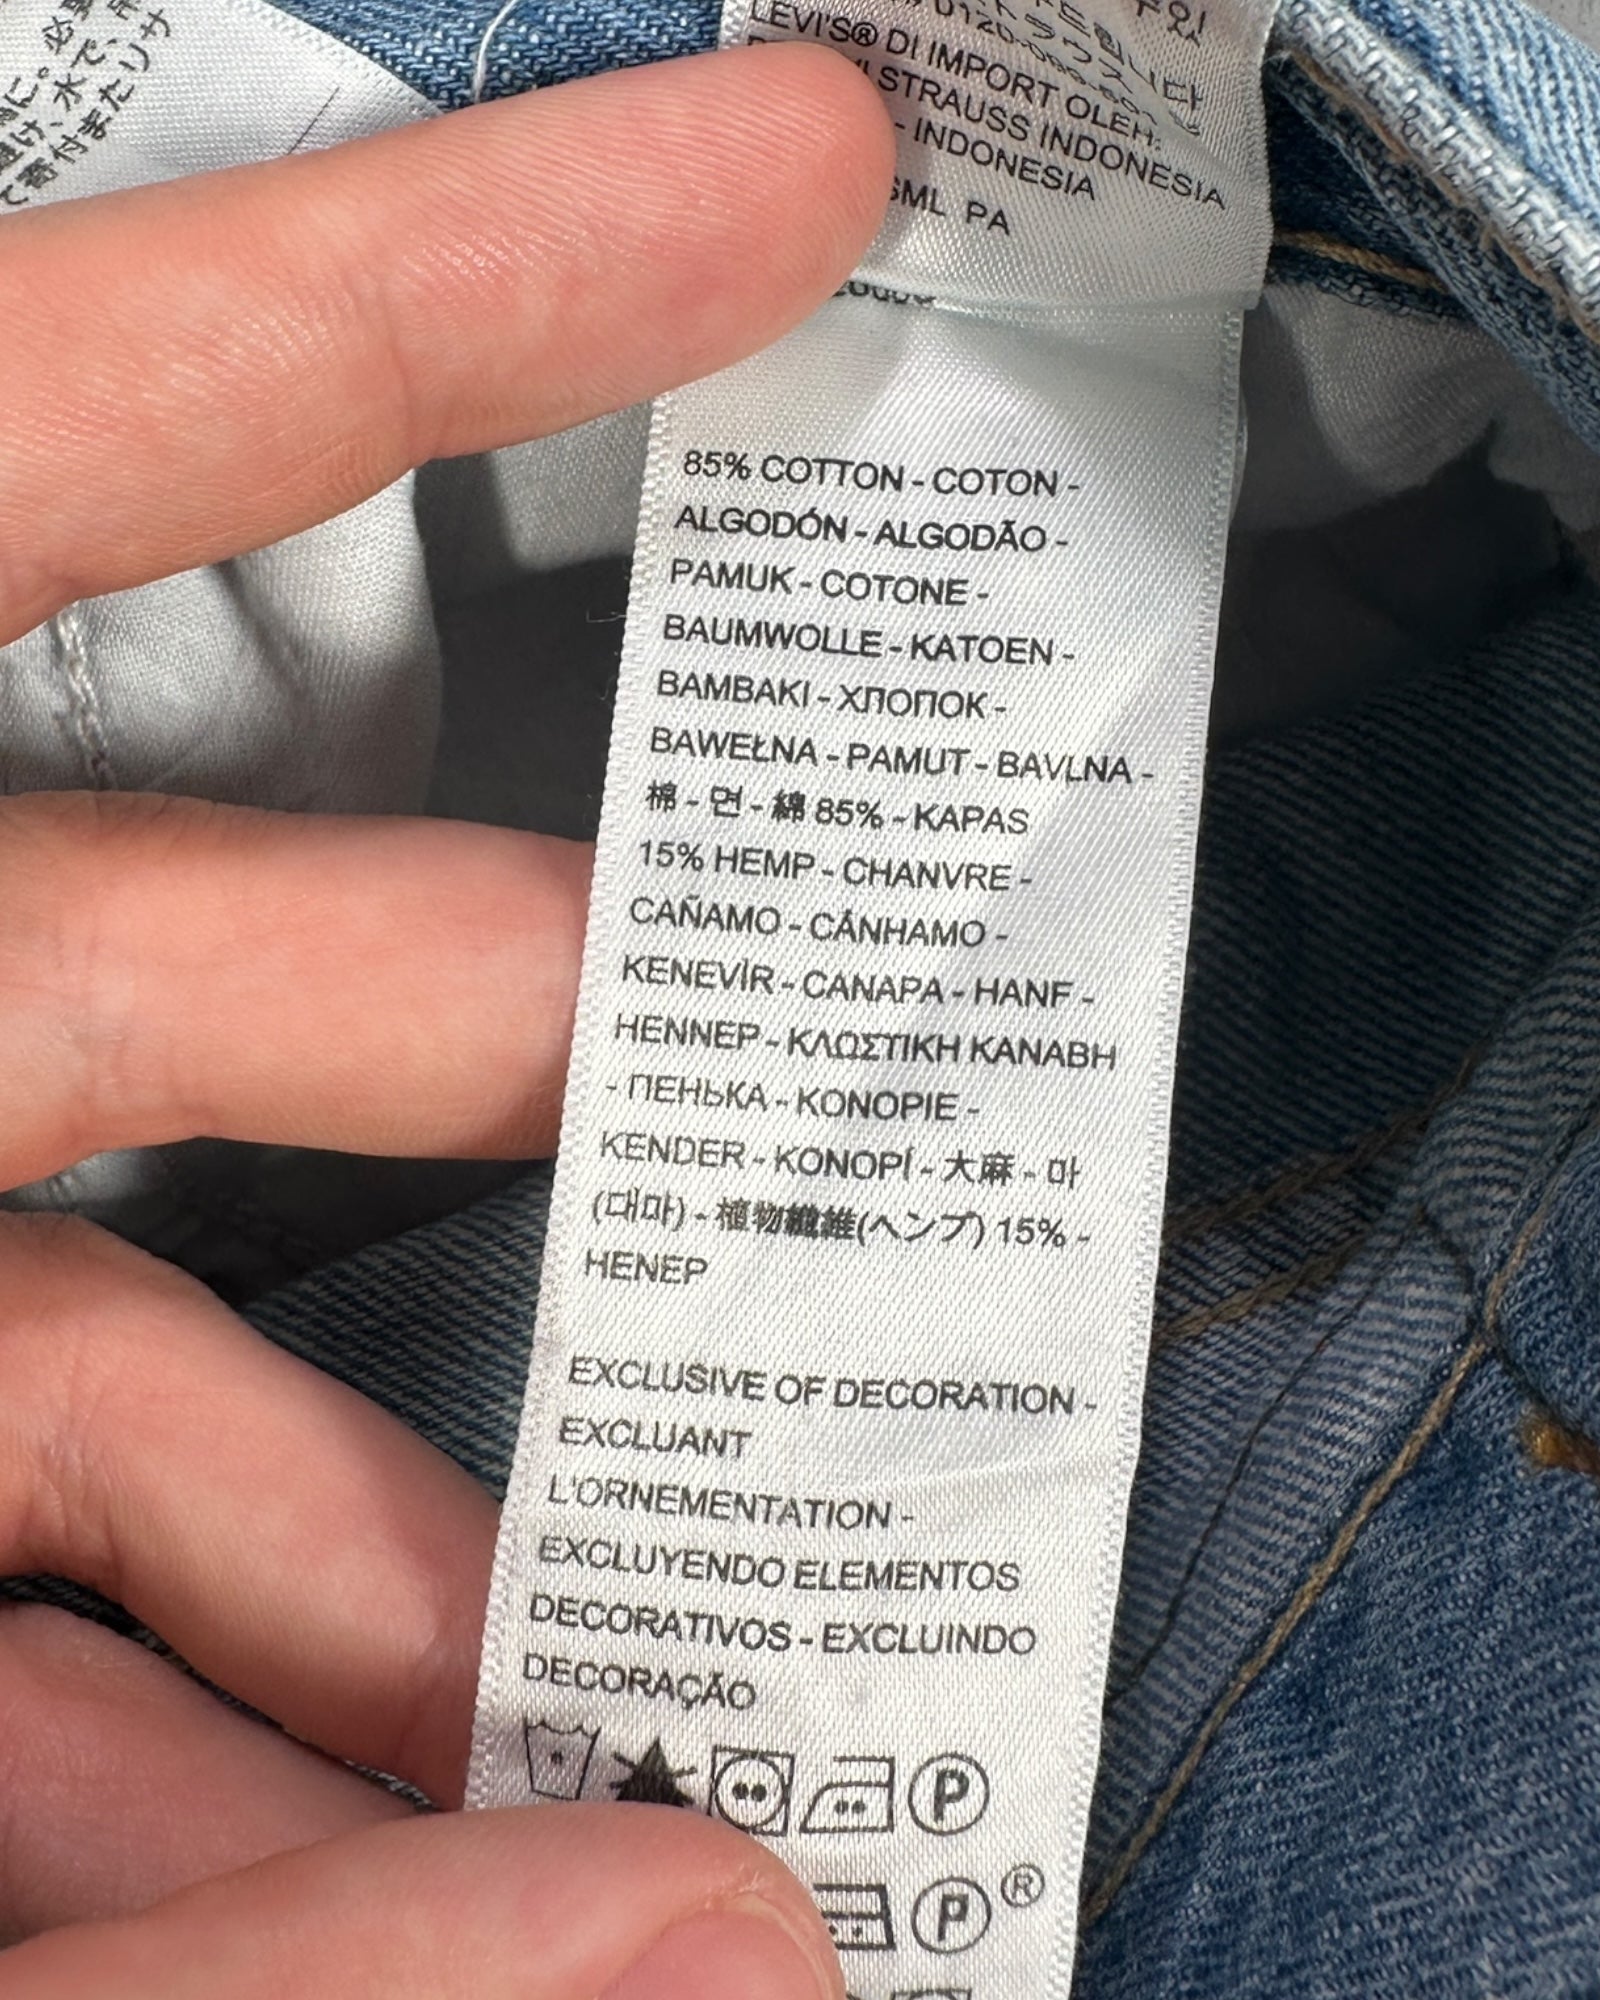 LEVI'S® DI IMPORT OLEH:
STRAUSS INDONESIA
- INDONESIA
PA
85% COTTON - COTON -
ALGODÓN - ALGODÃO -
PAMUK - COTONE -
BAUMWOLLE - KATOEN -
BAMBAKI - ХЛОПОК -
BAWEŁNA - PAMUT - BAVLNA -
棉 - 면 - 綿 85% - KAPAS
15% HEMP - CHANVRE -
CAÑAMO - CÂNHAMO -
KENEVİR - CANAPA - HANF -
HENNEP - ΚΛΩΣΤΙΚΗ ΚΑΝΑΒΗ
- ПЕНЬКА - KONOPIE -
KENDER - KONOPÍ - 大麻 - 마
(대마) - 植物繊維(ヘンプ) 15% -
HENEP
EXCLUSIVE OF DECORATION -
EXCLUANT
L'ORNEMENTATION -
EXCLUYENDO ELEMENTOS
DECORATIVOS - EXCLUINDO
DECORAÇÃO
P
P ®